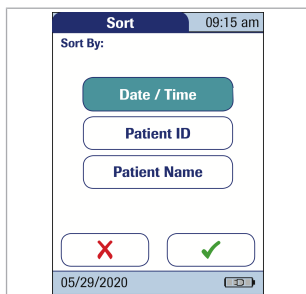 Sort 09:15 am
Sort By:
Date / Time
Patient ID
Patient Name
05/29/2020